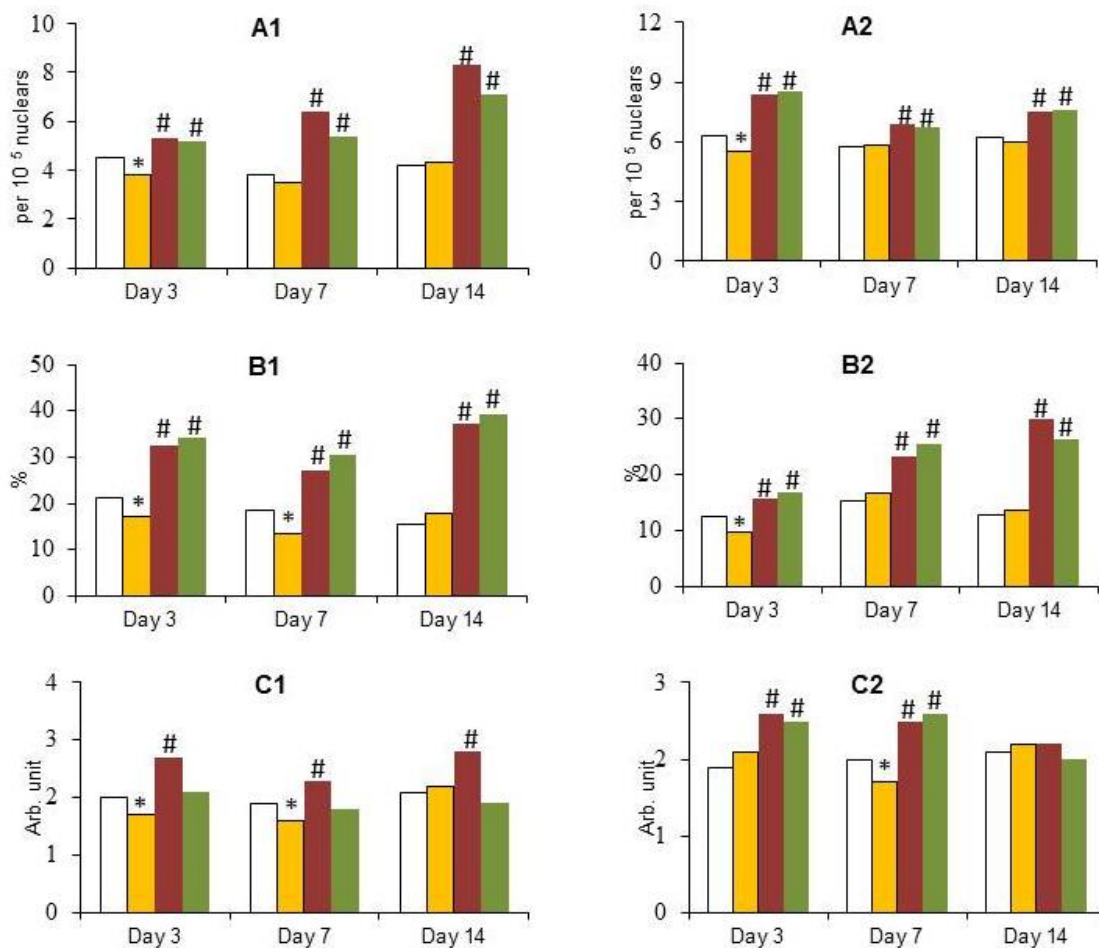 A1
per 10 ⁵ nuclears
10
8
6
4
2
0
* # # # # # #
Day 3 Day 7 Day 14
A2
per 10 ⁵ nuclears
12
9
6
3
0
* # # # # # #
Day 3 Day 7 Day 14
B1
%
50
40
30
20
10
0
* # # * # # # #
Day 3 Day 7 Day 14
B2
%
40
30
20
10
0
* # # # # # #
Day 3 Day 7 Day 14
C1
Arb. unit
4
3
2
1
0
* # * # #
Day 3 Day 7 Day 14
C2
Arb. unit
3
2
1
0
# # * # #
Day 3 Day 7 Day 14